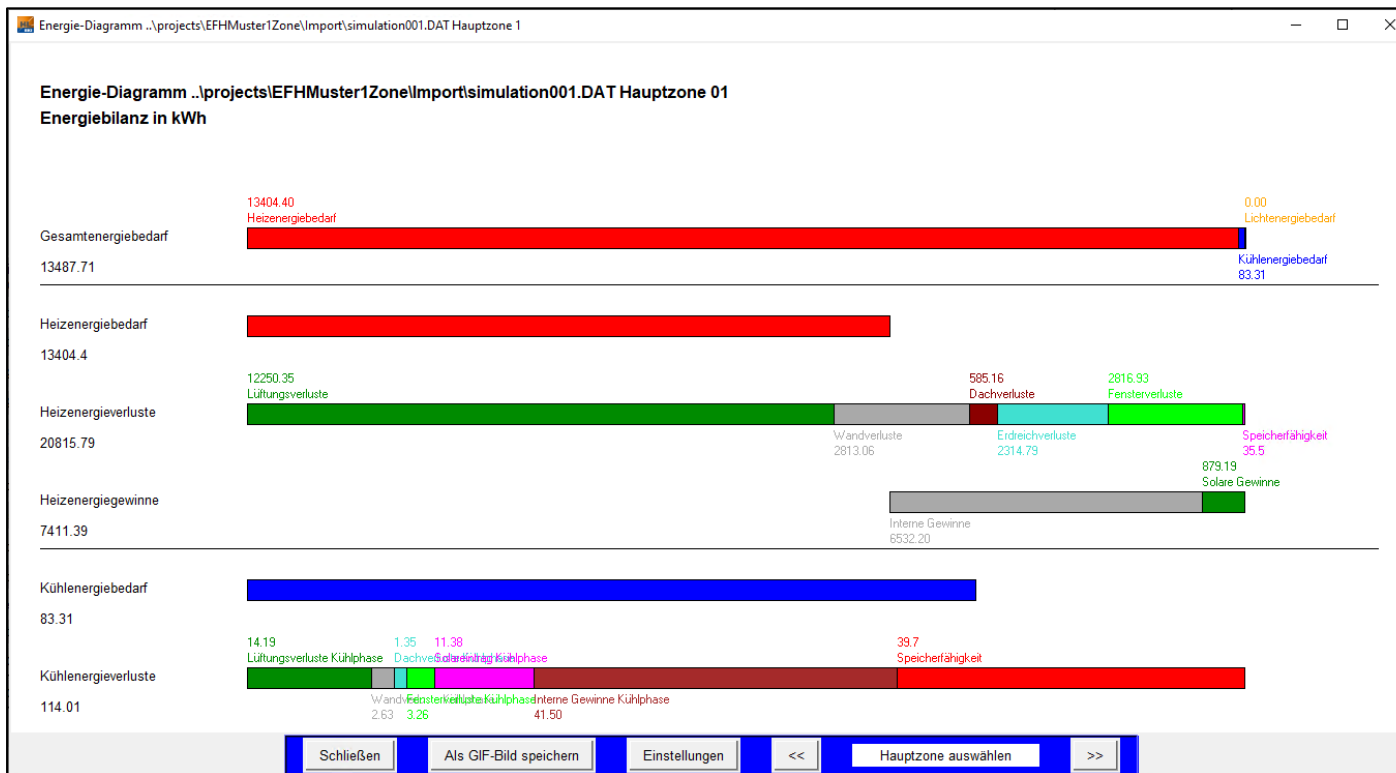 Energie-Diagramm ..\projects\EFHMuster1Zone\Import\simulation001.DAT Hauptzone 1
Energie-Diagramm ..\projects\EFHMuster1Zone\Import\simulation001.DAT Hauptzone 01
Energiebilanz in kWh
13404.40
0.00
Heizenergiebedarf
Lichtenergiebedarf
Gesamtenergiebedarf
Kühlenergiebedarf
13487.71
83.31
Heizenergiebedarf
13404.4
12250.35
585.16
2816.93
Lüftungsverluste
Dachverluste
Fensterverluste
Heizenergieverluste
Wandverluste
Erdreichverluste
Speicherfähigkeit
20815.79
2813.06
2314.79
35.5
879.19
Solare Gewinne
Heizenergiegewinne
Interne Gewinne
7411.39
6532.20
Kühlenergiebedarf
83.31
14.19
1.35
11.38
39.7
Lüftungsverluste Kühlphase
Solareintrag Kühlphase
Speicherfähigkeit
Kühlenergieverluste
Fensterverluste Kühlphase
Interne Gewinne Kühlphase
114.01
2.63
3.26
41.50
Schließen
Als GIF-Bild speichern
Einstellungen
<<
Hauptzone auswählen
>>